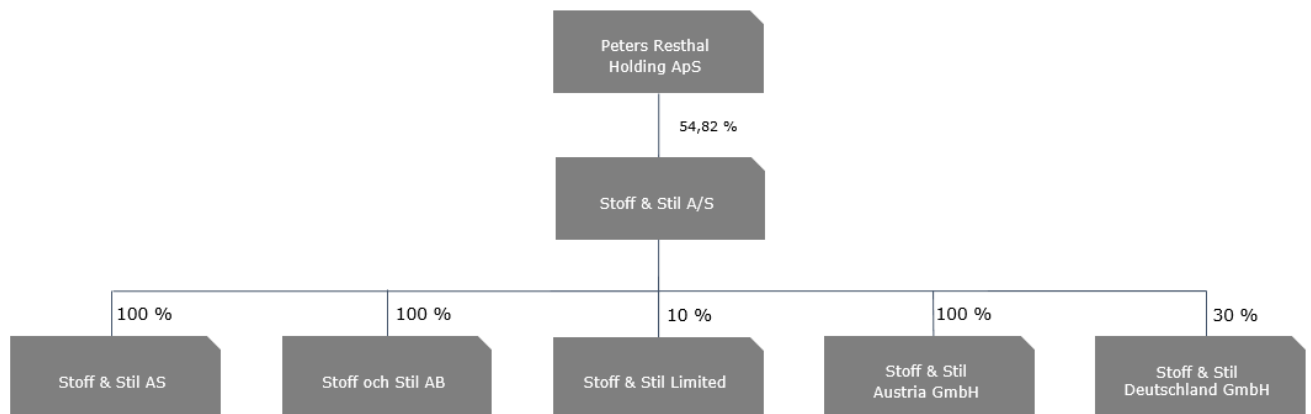 Peters Resthal
Holding ApS
54,82 %
Stoff & Stil A/S
100 %
100 %
10 %
100 %
30 %
Stoff & Stil AS
Stoff och Stil AB
Stoff & Stil Limited
Stoff & Stil
Austria GmbH
Stoff & Stil
Deutschland GmbH